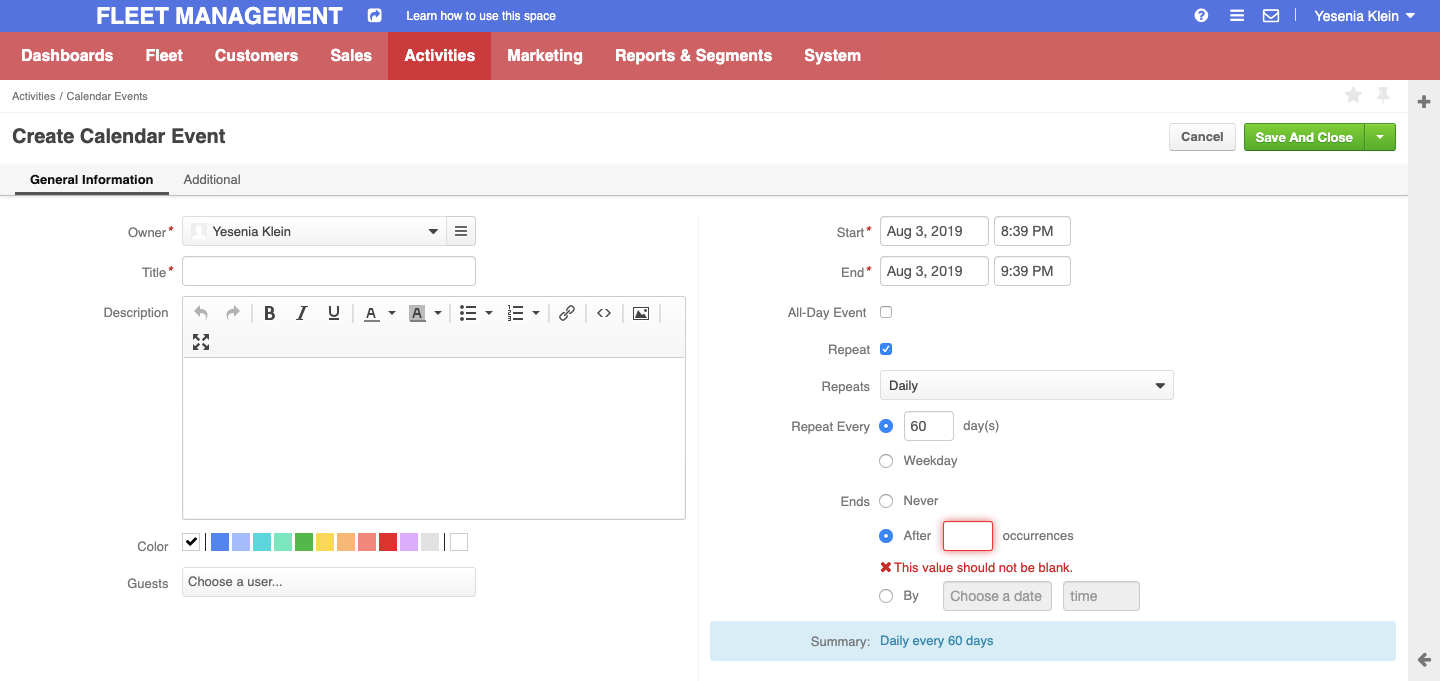 FLEET MANAGEMENT Learn how to use this space Yesenia Klein
Dashboards Fleet Customers Sales Activities Marketing Reports & Segments System
Activities / Calendar Events
Create Calendar Event Cancel Save And Close
General Information Additional
Owner* Yesenia Klein
Title*
Description B I U A A
Color
Guests Choose a user...
Start* Aug 3, 2019 8:39 PM
End* Aug 3, 2019 9:39 PM
All-Day Event
Repeat
Repeats Daily
Repeat Every 60 day(s)
Weekday
Ends Never
After occurrences
This value should not be blank.
By Choose a date time
Summary: Daily every 60 days